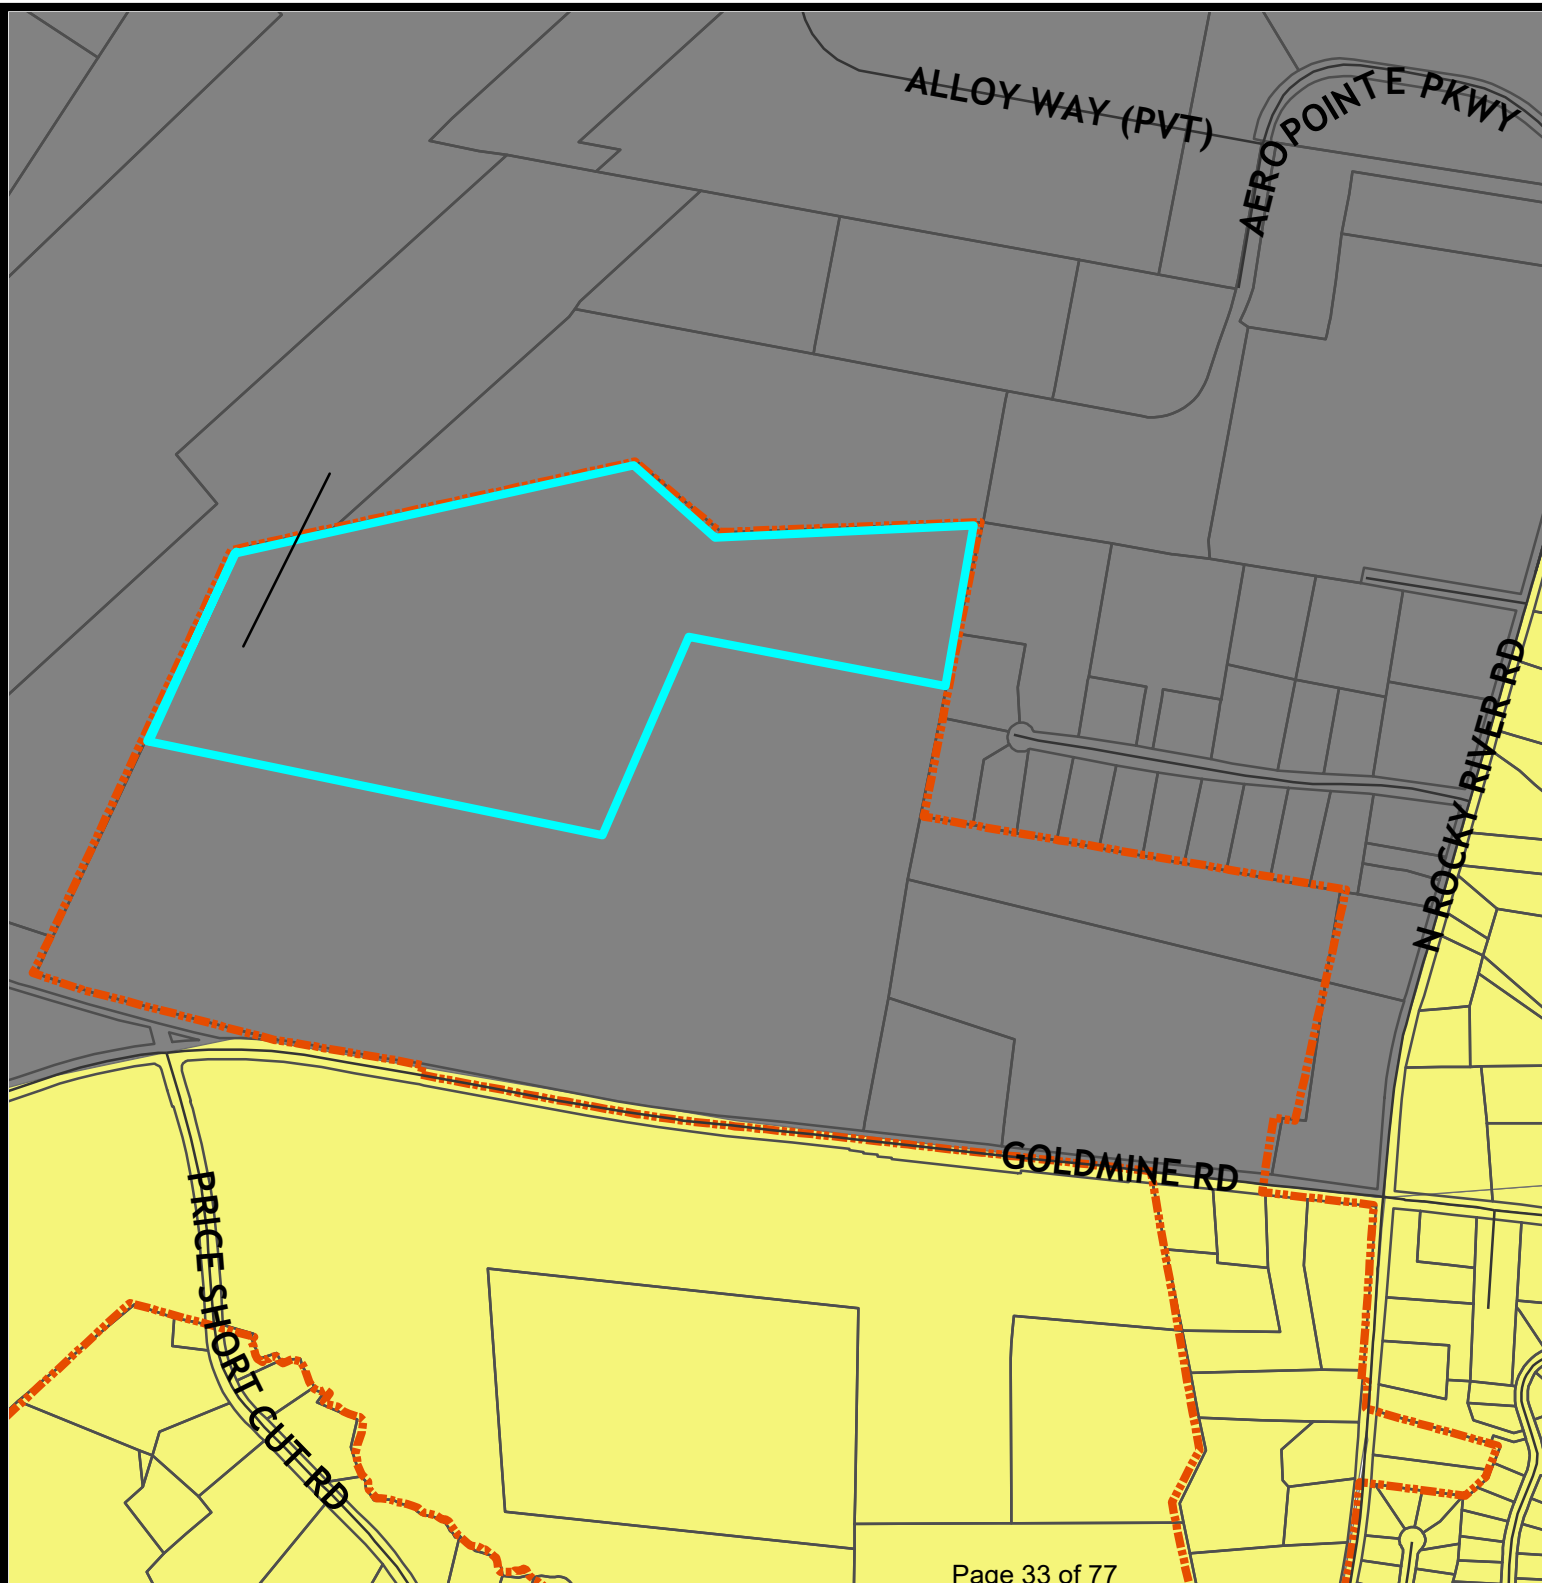 ALLOY WAY (PVT)
AEROPOINTE PKWY
N ROCKY RIVER RD
GOLDMINE RD
PRICE SHORT CUT RD
Page 33 of 77